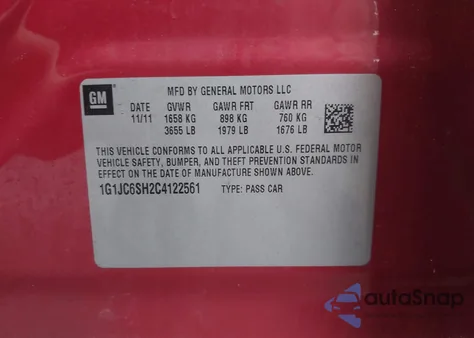 GM
MFD BY GENERAL MOTORS LLC
DATE GVWR GAWR FRT GAWR RR
11/11 1658 KG 898 KG 760 KG
3655 LB 1979 LB 1676 LB
THIS VEHICLE CONFORMS TO ALL APPLICABLE U.S. FEDERAL MOTOR
VEHICLE SAFETY, BUMPER, AND THEFT PREVENTION STANDARDS IN
EFFECT ON THE DATE OF MANUFACTURE SHOWN ABOVE.
1G1JC6SH2C4122561 TYPE: PASS CAR
autoSnap